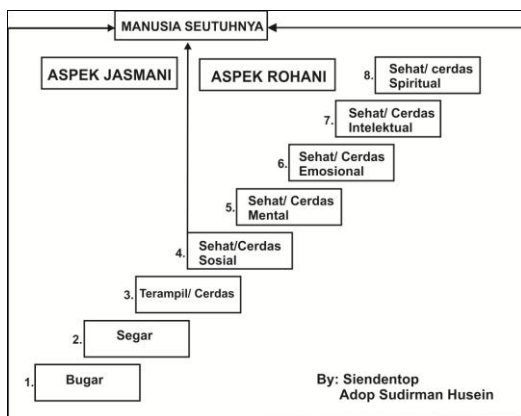 MANUSIA SEUTUHNYA
ASPEK JASMANI
ASPEK ROHANI
8. Sehat/ cerdas
Spiritual
7. Sehat/ Cerdas
Intelektual
6. Sehat/ Cerdas
Emosional
5. Sehat/ Cerdas
Mental
4. Sehat/Cerdas
Sosial
3. Terampil/ Cerdas
2. Segar
1. Bugar
By: Siendentop
Adop Sudirman Husein